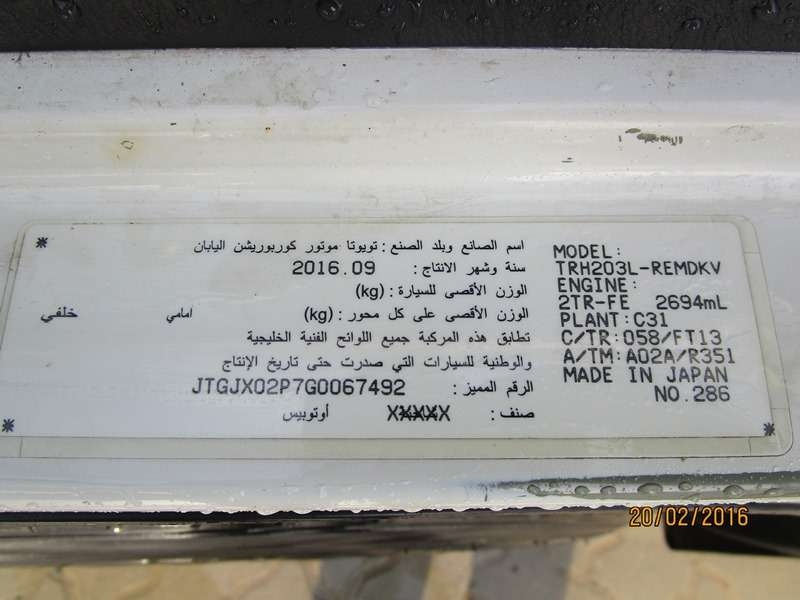 * اسم الصانع وبلد الصنع : تويوتا موتور كوربوريشن اليابان
سنة وشهر الانتاج : 2016.09
الوزن الأقصى للسيارة : (kg)
الوزن الأقصى على كل محور : (kg) أمامي خلفي
تطابق هذه المركبة جميع اللوائح الفنية الخليجية
والوطنية للسيارات التي صدرت حتى تاريخ الإنتاج
الرقم المميز : JTGJX02P7G0067492
صنف : XXXXX أوتوبيس
* *
MODEL:
TRH203L-REMDKV
ENGINE:
2TR-FE 2694mL
PLANT:C31
C/TR:058/FT13
A/TM:A02A/R351
MADE IN JAPAN
NO.286
20/02/2016